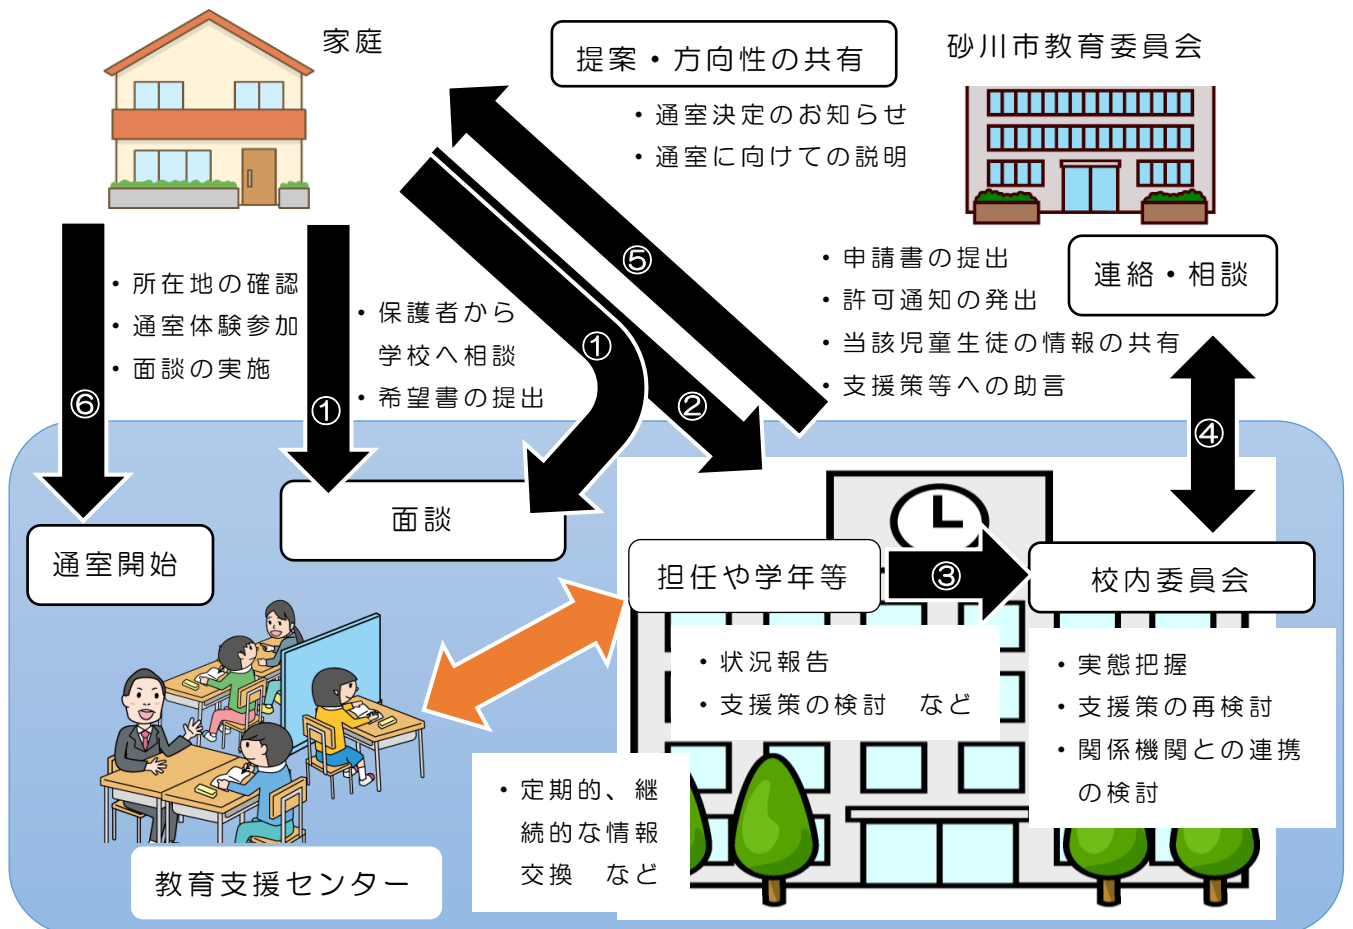 家庭
提案・方向性の共有
・通室決定のお知らせ
・通室に向けての説明
砂川市教育委員会
連絡・相談
・申請書の提出
・許可通知の発出
・当該児童生徒の情報の共有
・支援策等への助言
・所在地の確認
・通室体験参加
・面談の実施
・保護者から
学校へ相談
・希望書の提出
⑤
①
②
⑥
①
④
面談
通室開始
担任や学年等
③
校内委員会
・状況報告
・支援策の検討　など
・実態把握
・支援策の再検討
・関係機関との連携
の検討
・定期的、継
続的な情報
交換　など
教育支援センター